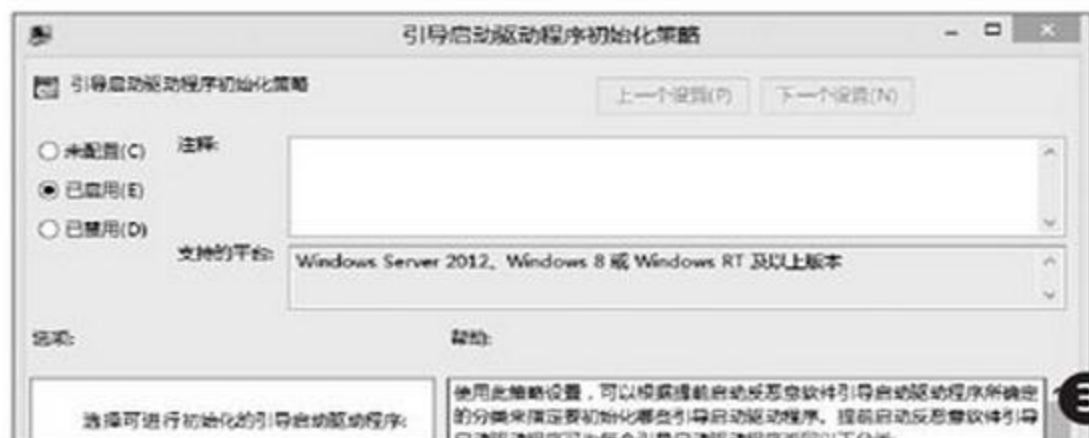 引导启动驱动程序初始化策略
引导启动驱动程序初始化策略
上一个设置(P) 下一个设置(N)
未配置(C) 注释:
已启用(E)
已禁用(D)
支持的平台: Windows Server 2012、Windows 8 或 Windows RT 及以上版本
选项: 帮助:
选择可进行初始化的引导启动驱动程序:
使用此策略设置，可以根据提前启动反恶意软件引导启动驱动程序所确定
的分类来指定要初始化哪些引导启动驱动程序。提前启动反恶意软件引导